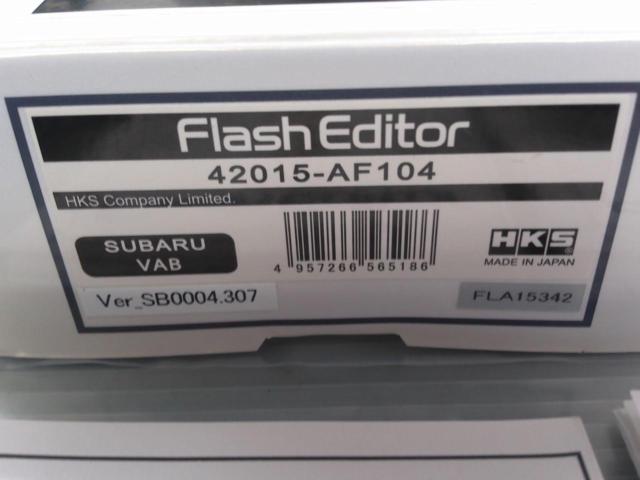 Flash Editor
42015-AF104
HKS Company Limited.
SUBARU
VAB
4 957266 565186
HKS
MADE IN JAPAN
Ver_SB0004.307
FLA15342